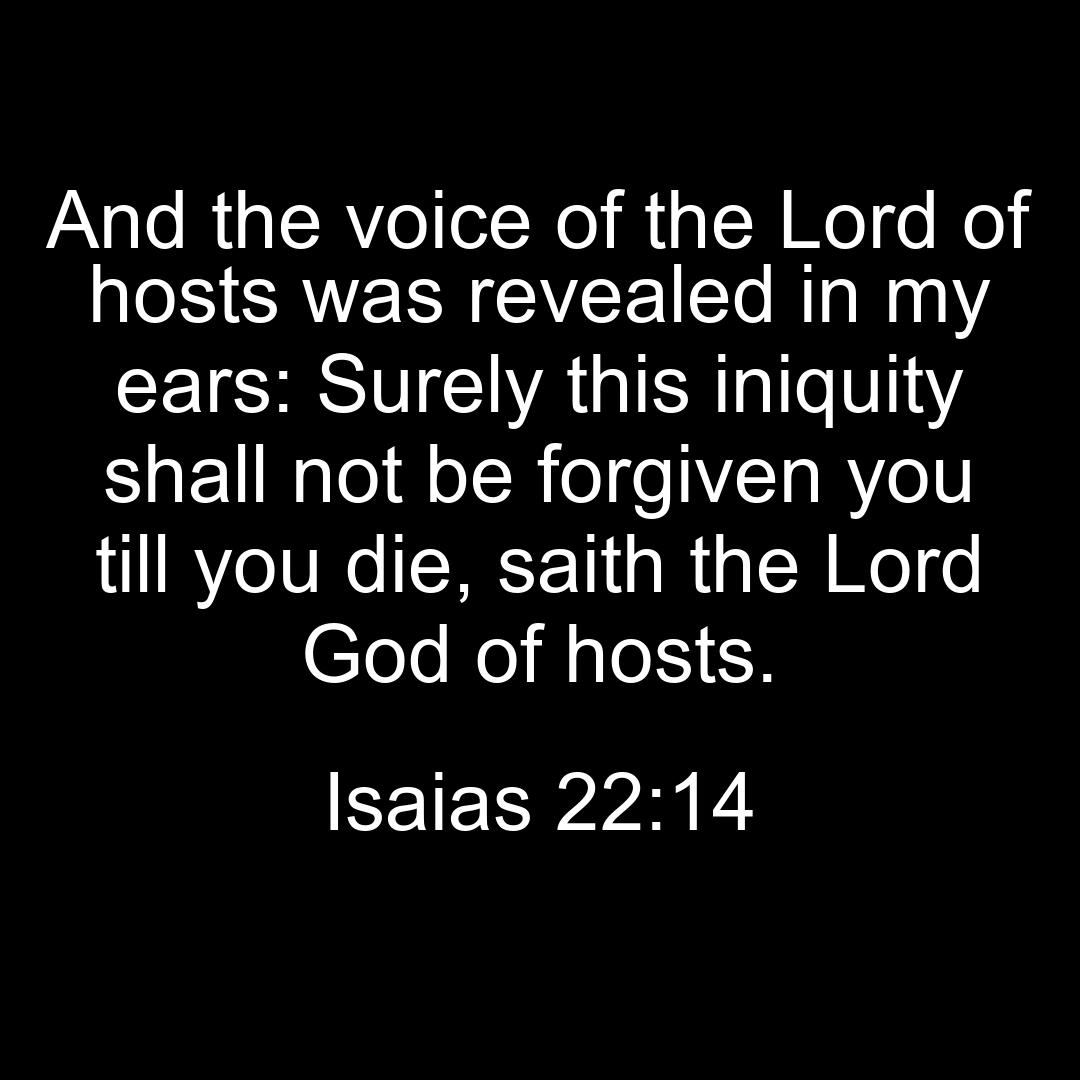 And the voice of the Lord of
hosts was revealed in my
ears: Surely this iniquity
shall not be forgiven you
till you die, saith the Lord
God of hosts.
Isaias 22:14